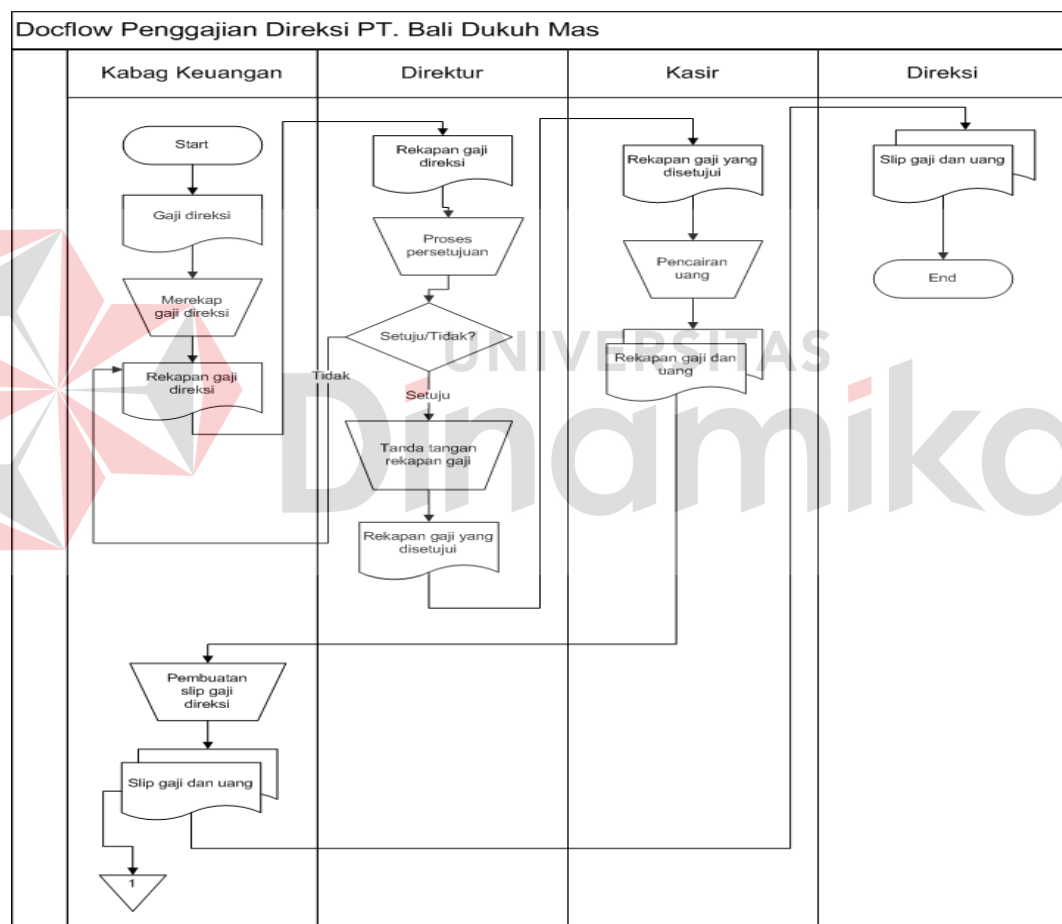 Docflow Penggajian Direksi PT. Bali Dukuh Mas
Kabag Keuangan
Direktur
Kasir
Direksi
Start
Gaji direksi
Merekap
gaji direksi
Rekapan gaji
direksi
Rekapan gaji
direksi
Proses
persetujuan
Setuju/Tidak?
Tidak
Setuju
Tanda tangan
rekapan gaji
Rekapan gaji yang
disetujui
Rekapan gaji yang
disetujui
Pencairan
uang
Rekapan gaji dan
uang
Pembuatan
slip gaji
direksi
Slip gaji dan uang
1
Slip gaji dan uang
End
UNIVERSITAS
Dinamika